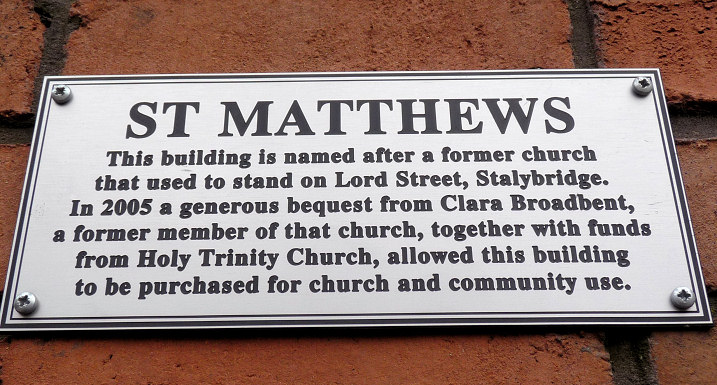 ST MATTHEWS
This building is named after a former church
that used to stand on Lord Street, Stalybridge.
In 2005 a generous bequest from Clara Broadbent,
a former member of that church, together with funds
from Holy Trinity Church, allowed this building
to be purchased for church and community use.